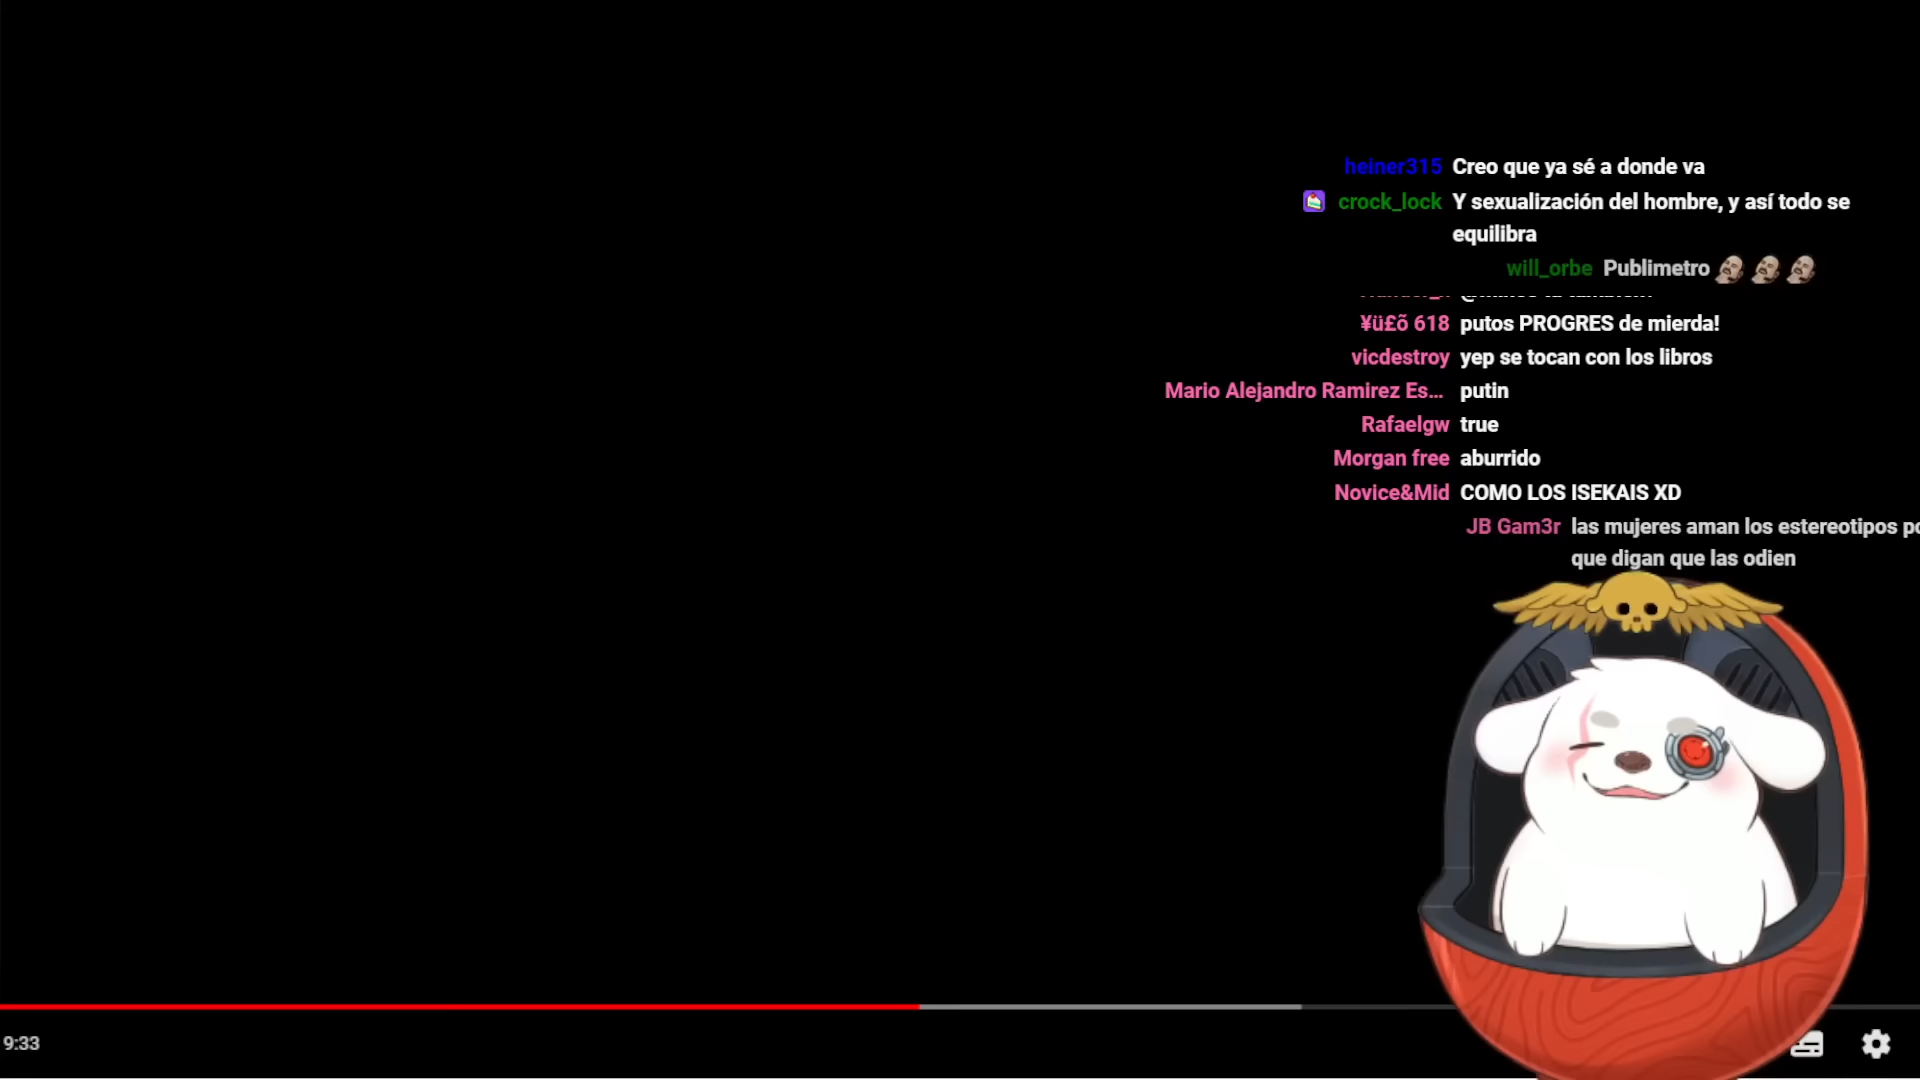 heiner315 Creo que ya sé a donde va
crock_lock Y sexualización del hombre, y así todo se
equilibra
will_orbe Publimetro
¥ü£õ 618 putos PROGRES de mierda!
vicdestroy yep se tocan con los libros
Mario Alejandro Ramirez Es... putin
Rafaelgw true
Morgan free aburrido
Novice&Mid COMO LOS ISEKAIS XD
JB Gam3r las mujeres aman los estereotipos
que digan que las odien
9:33